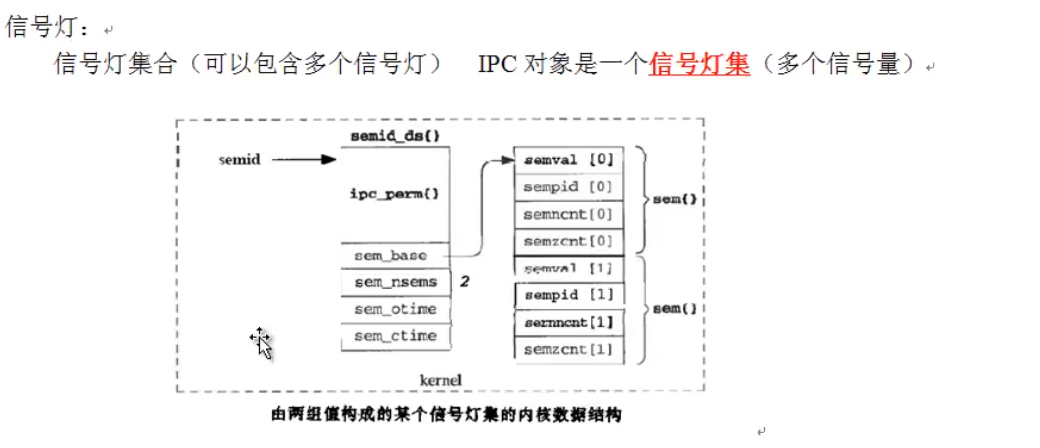 信号灯：
信号灯集合（可以包含多个信号灯） IPC 对象是一个信号灯集（多个信号量）
semid_ds{}
semid
ipc_perm{}
sem_base
sem_nsems 2
sem_otime
sem_ctime
semval [0]
sempid [0]
semncnt[0]
semzcnt[0]
sem{}
semval [1]
sempid [1]
semncnt[1]
semzcnt[1]
sem{}
kernel
由两组值构成的某个信号灯集的内核数据结构